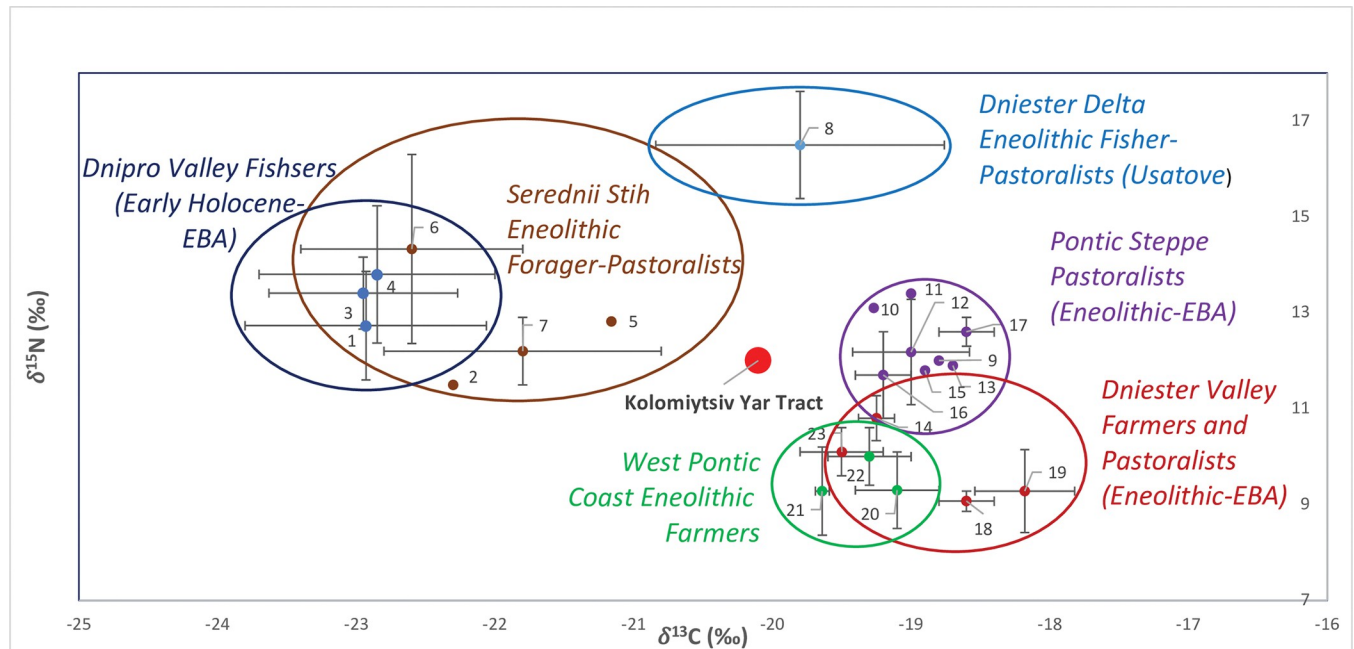 Dniester Delta
Eneolithic Fisher-
Pastoralists (Usatove)
17
8
Dnipro Valley Fishsers
(Early Holocene-
EBA)
Serednii Stih
Eneolithic
Forager-Pastoralists
15
6
Pontic Steppe
Pastoralists
(Eneolithic-EBA)
4
3
1
7
5
2
10
11
12
17
13
9
15
13
16
14
Kolomiytsiv Yar Tract
Dniester Valley
Farmers and
Pastoralists
(Eneolithic-EBA)
11
West Pontic
Coast Eneolithic
Farmers
23
22
21
20
19
18
9
7
δ15N (‰)
-25
-24
-23
-22
-21
-20
-19
-18
-17
-16
δ13C (‰)